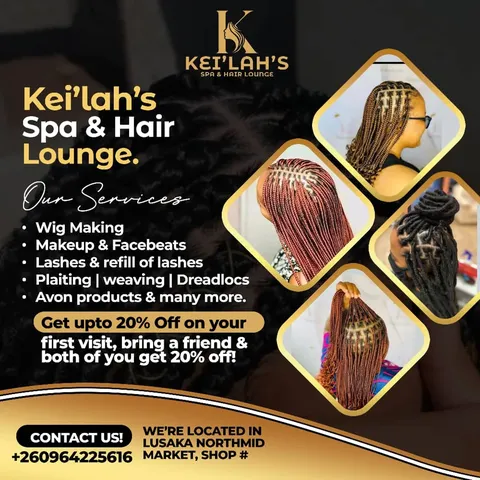 K
KEI'LAH'S
SPA & HAIR LOUNGE
Kei'lah's
Spa & Hair
Lounge.
Our Services
• Wig Making
• Makeup & Facebeats
• Lashes & refill of lashes
• Plaiting | weaving | Dreadlocs
• Avon products & many more.
Get upto 20% Off on your
first visit, bring a friend &
both of you get 20% off!
CONTACT US!
+260964225616
WE'RE LOCATED IN
LUSAKA NORTHMID
MARKET, SHOP #